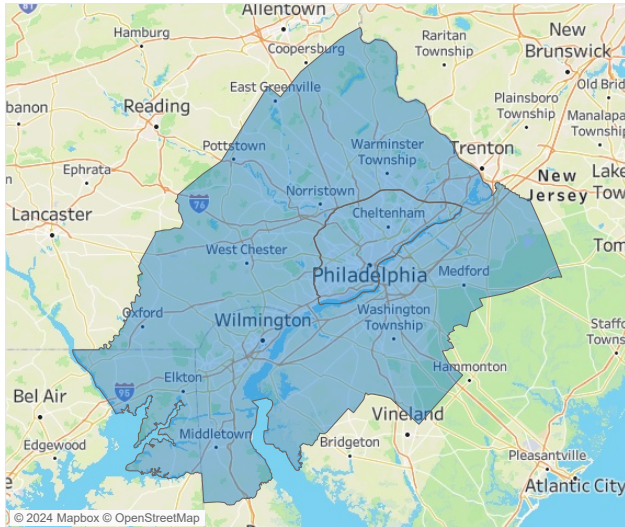 81
Allentown
Hamburg
Coopersburg
Raritan
Township
New
Brunswick
East Greenville
Old Brid
banon
Reading
Plainsboro
Township
Manalapa
Township
Pottstown
Warminster
Township
Trenton
Ephrata
New
Jersey
Lake
Tow
n
Norristown
76
Lancaster
Cheltenham
Tom
West Chester
Philadelphia
Medford
Oxford
Wilmington
Washington
Township
Staffo
Towns
Elkton
Hammonton
95
Bel Air
Vineland
Edgewood
Middletown
Bridgeton
Pleasantville
e
Atlantic City
© 2024 Mapbox © OpenStreetMap